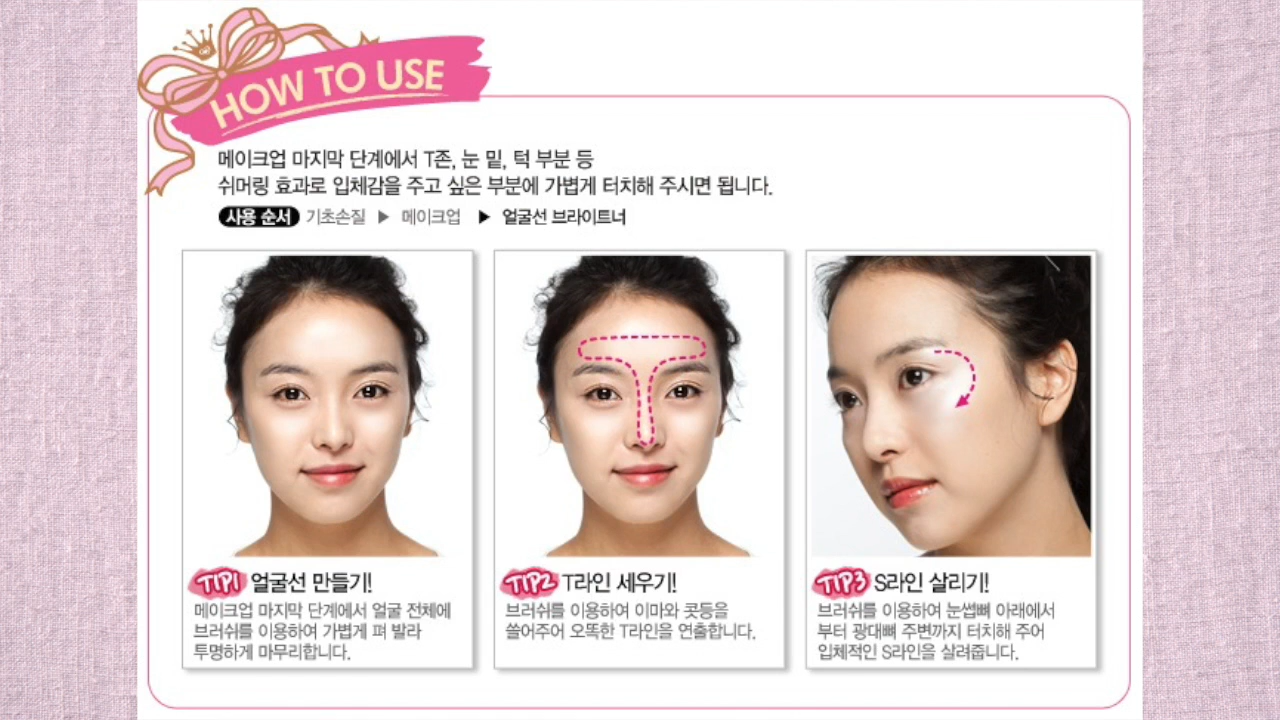 HOW TO USE
메이크업 마지막 단계에서 T존, 눈 밑, 턱 부분 등
쉬머링 효과로 입체감을 주고 싶은 부분에 가볍게 터치해 주시면 됩니다.
사용 순서 기초손질 ▶ 메이크업 ▶ 얼굴선 브라이트너
TIP1 얼굴선 만들기!
메이크업 마지막 단계에서 얼굴 전체에
브러쉬를 이용하여 가볍게 펴 발라
투명하게 마무리합니다.
TIP2 T라인 세우기!
브러쉬를 이용하여 이마와 콧등을
쓸어주어 오똑한 T라인을 연출합니다.
TIP3 S라인 살리기!
브러쉬를 이용하여 눈썹뼈 아래에서
부터 광대뼈 주변까지 터치해 주어
입체적인 S라인을 살려줍니다.